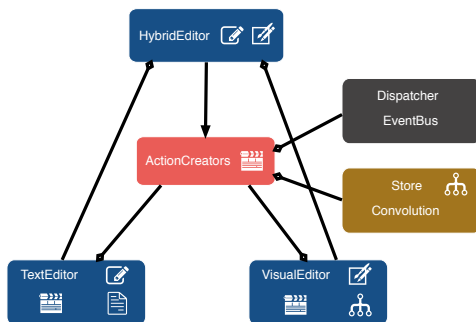 HybridEditor
Dispatcher
EventBus
ActionCreators
Store
Convolution
TextEditor
VisualEditor